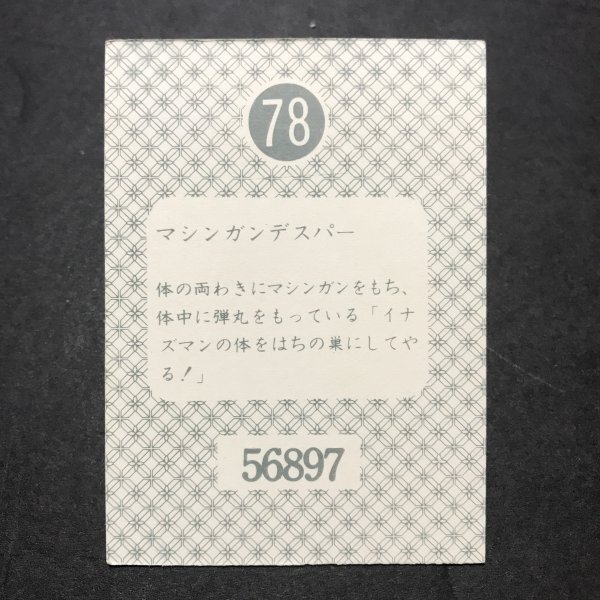 78
マシンガンデスパー
体の両わきにマシンガンをもち、
体中に弾丸をもっている「イナ
ズマンの体をはちの巣にしてや
る！」
56897